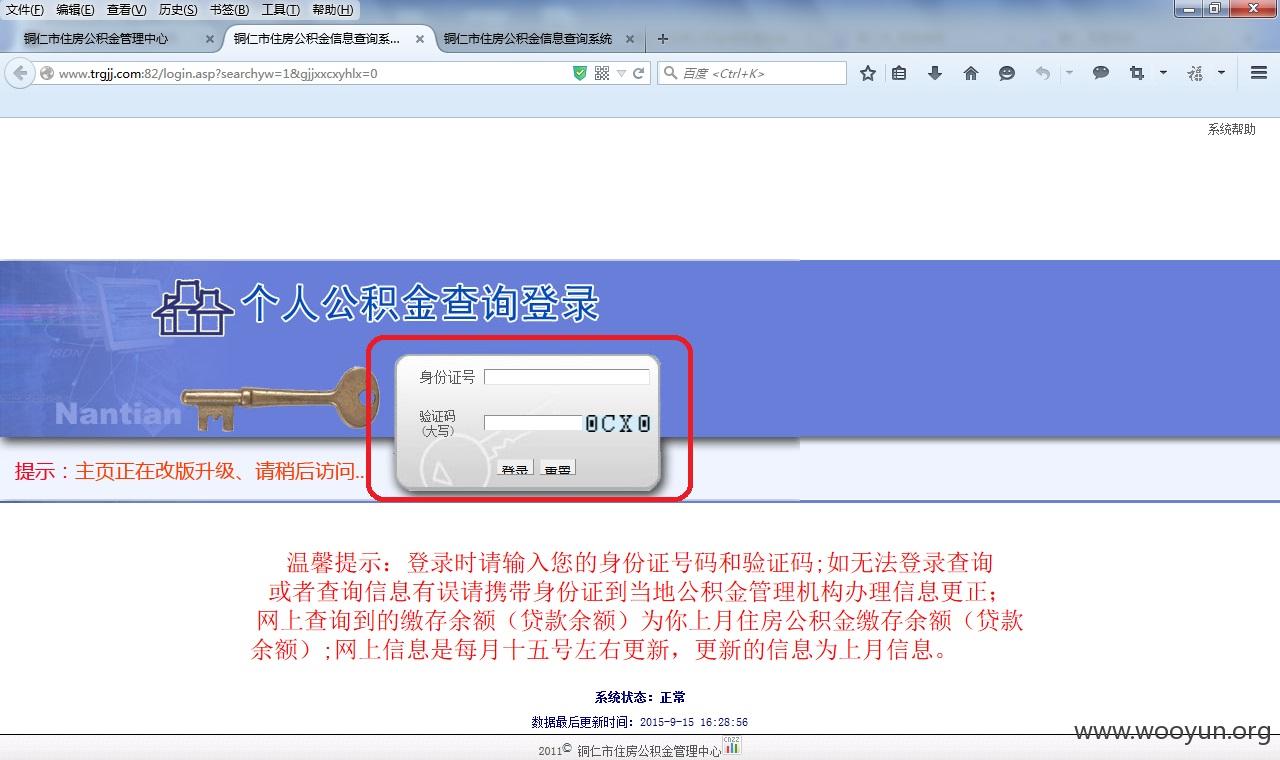 文件(F) 编辑(E) 查看(V) 历史(S) 书签(B) 工具(T) 帮助(H)
铜仁市住房公积金管理中心 铜仁市住房公积金信息查询系... 铜仁市住房公积金信息查询系统
www.trgjj.com:82/login.asp?searchyw=1&gjjxxcxyhlx=0 百度 <Ctrl+K>
系统帮助
个人公积金查询登录
ISDN
身份证号
Nantian
验证码
(大写)
0CX0
登录 重置
提示：主页正在改版升级、请稍后访问..
温馨提示：登录时请输入您的身份证号码和验证码;如无法登录查询
或者查询信息有误请携带身份证到当地公积金管理机构办理信息更正;
网上查询到的缴存余额（贷款余额）为你上月住房公积金缴存余额（贷款
余额）;网上信息是每月十五号左右更新，更新的信息为上月信息。
系统状态：正常
数据最后更新时间：2015-9-15 16:28:56
www.wooyun.org
2011© 铜仁市住房公积金管理中心